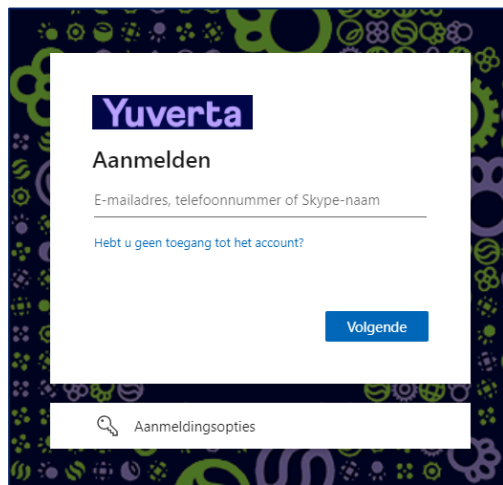 Yuverta
Aanmelden
E-mailadres, telefoonnummer of Skype-naam
Hebt u geen toegang tot het account?
Volgende
Aanmeldingsopties